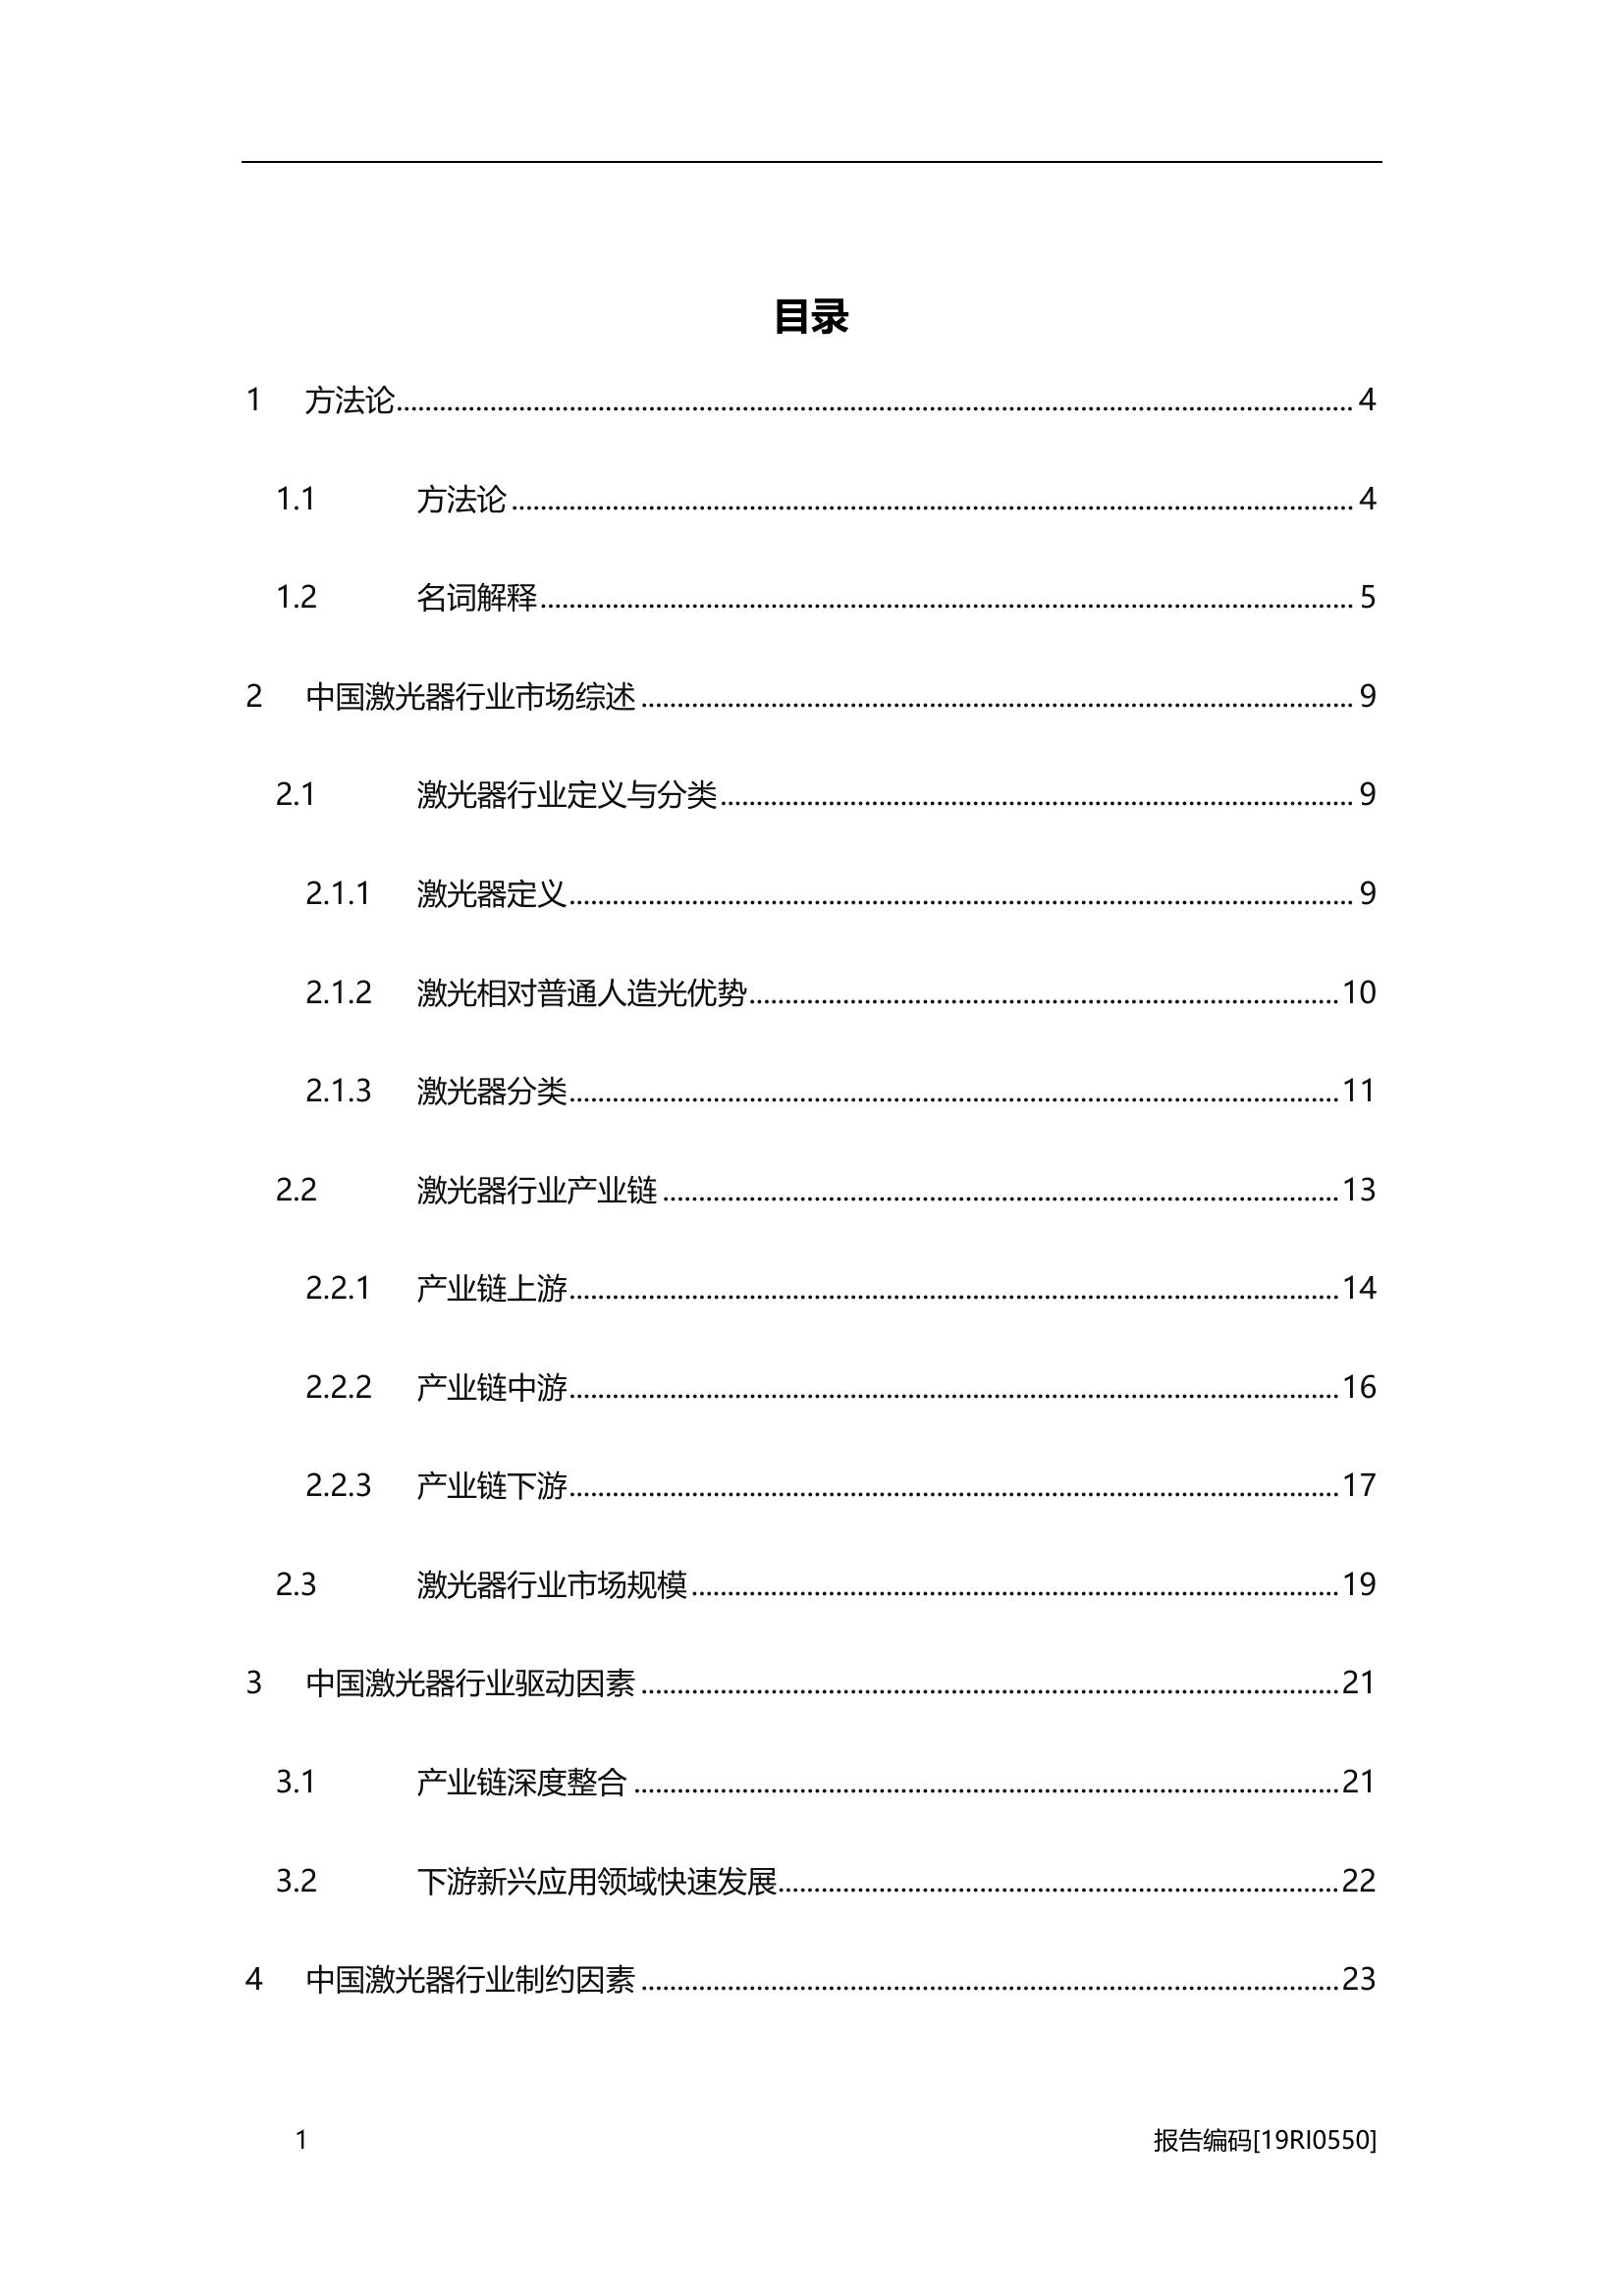 目录
1 方法论 4
1.1 方法论 4
1.2 名词解释 5
2 中国激光器行业市场综述 9
2.1 激光器行业定义与分类 9
2.1.1 激光器定义 9
2.1.2 激光相对普通人造光优势 10
2.1.3 激光器分类 11
2.2 激光器行业产业链 13
2.2.1 产业链上游 14
2.2.2 产业链中游 16
2.2.3 产业链下游 17
2.3 激光器行业市场规模 19
3 中国激光器行业驱动因素 21
3.1 产业链深度整合 21
3.2 下游新兴应用领域快速发展 22
4 中国激光器行业制约因素 23
1 报告编码[19RI0550]